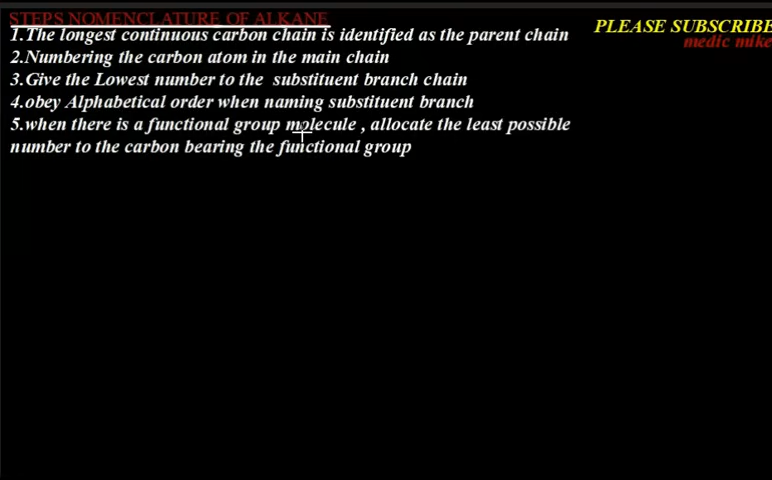 STEPS NOMENCLATURE OF ALKANE
1.The longest continuous carbon chain is identified as the parent chain
2.Numbering the carbon atom in the main chain
3.Give the Lowest number to the substituent branch chain
4.obey Alphabetical order when naming substituent branch
5.when there is a functional group molecule , allocate the least possible
number to the carbon bearing the functional group
PLEASE SUBSCRIBE
medic mike